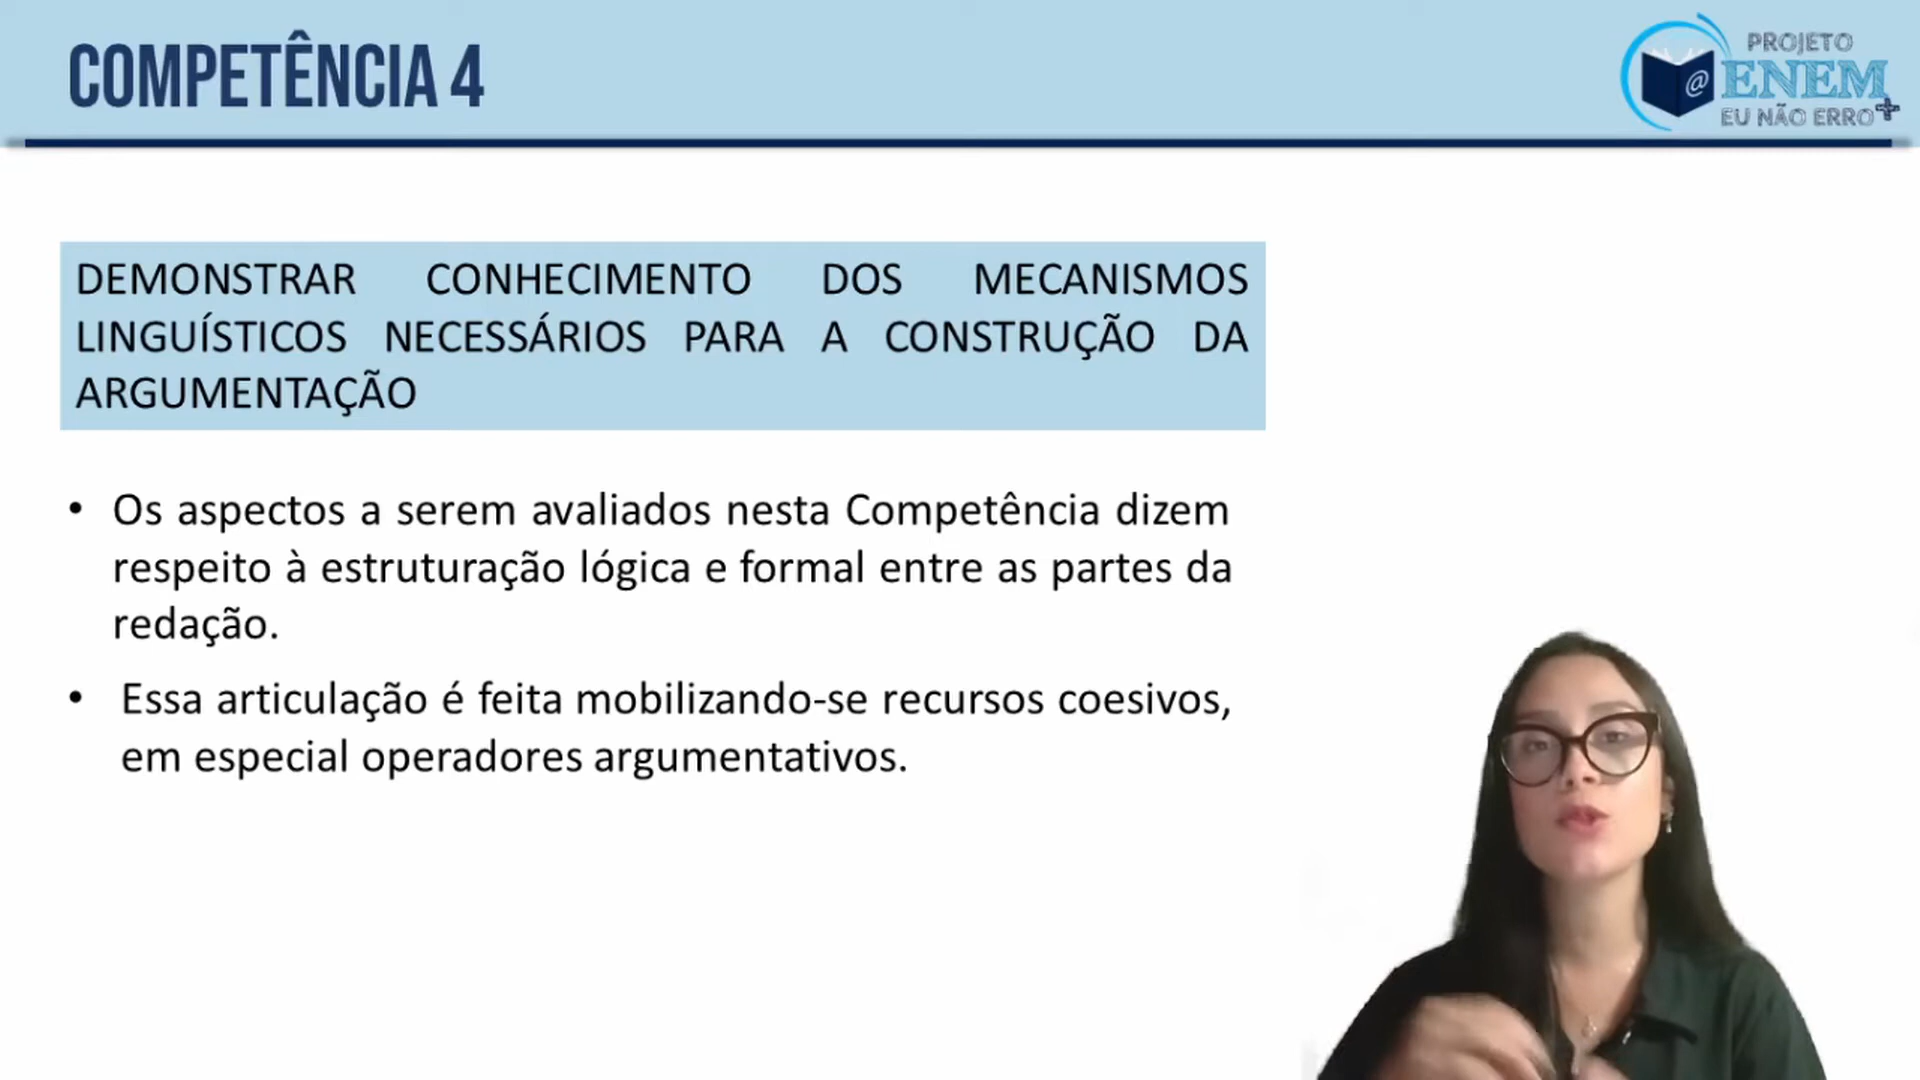 COMPETÊNCIA 4
PROJETO
@ENEM
EU NÃO ERRO+
DEMONSTRAR CONHECIMENTO DOS MECANISMOS
LINGUÍSTICOS NECESSÁRIOS PARA A CONSTRUÇÃO DA
ARGUMENTAÇÃO
• Os aspectos a serem avaliados nesta Competência dizem
respeito à estruturação lógica e formal entre as partes da
redação.
• Essa articulação é feita mobilizando-se recursos coesivos,
em especial operadores argumentativos.